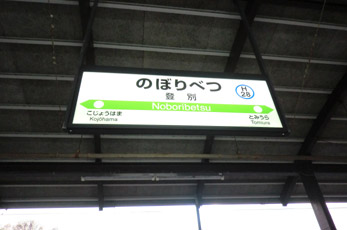 のぼりべつ
登別
H
28
Noboribetsu
こじょうはま
Kojōhama
とみうら
Tomiura